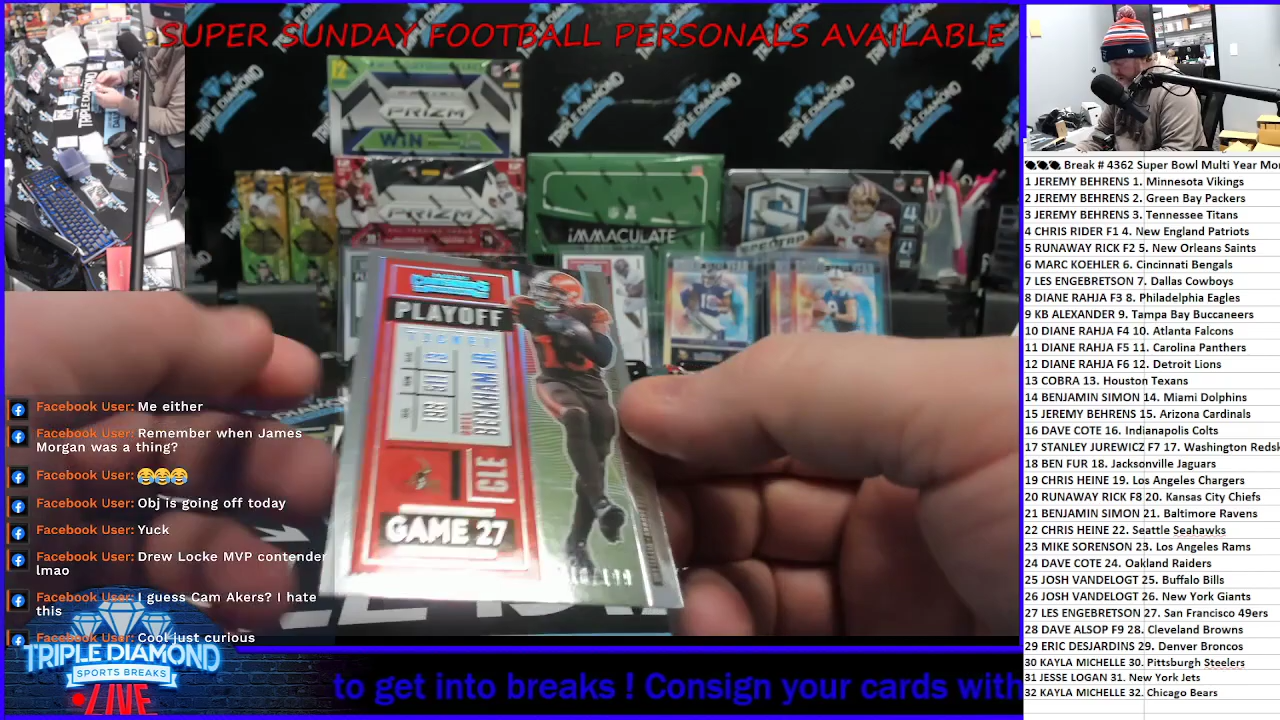 SUPER SUNDAY FOOTBALL PERSONALS AVAILABLE
TRIPLE DIAMOND
PRIZM
WIN
PRIZM
IMMACULATE
SPECTRA
CONTENDERS
PLAYOFF
TICKET
ODELL
BECKHAM JR.
CLE
GAME 27
Facebook User: Me either
Facebook User: Remember when James
Morgan was a thing?
Facebook User: 😂😂😂
Facebook User: Obj is going off today
Facebook User: Yuck
Facebook User: Drew Locke MVP contender
lmao
Facebook User: I guess Cam Akers? I hate
this
Facebook User: Cool just curious
TRIPLE DIAMOND
SPORTS BREAKS
LIVE
to get into breaks ! Consign your cards with
Break # 4362 Super Bowl Multi Year Mo
1 JEREMY BEHRENS 1. Minnesota Vikings
2 JEREMY BEHRENS 2. Green Bay Packers
3 JEREMY BEHRENS 3. Tennessee Titans
4 CHRIS RIDER F1 4. New England Patriots
5 RUNAWAY RICK F2 5. New Orleans Saints
6 MARC KOEHLER 6. Cincinnati Bengals
7 LES ENGEBRETSON 7. Dallas Cowboys
8 DIANE RAHJA F3 8. Philadelphia Eagles
9 KB ALEXANDER 9. Tampa Bay Buccaneers
10 DIANE RAHJA F4 10. Atlanta Falcons
11 DIANE RAHJA F5 11. Carolina Panthers
12 DIANE RAHJA F6 12. Detroit Lions
13 COBRA 13. Houston Texans
14 BENJAMIN SIMON 14. Miami Dolphins
15 JEREMY BEHRENS 15. Arizona Cardinals
16 DAVE COTE 16. Indianapolis Colts
17 STANLEY JUREWICZ F7 17. Washington Redsk
18 BEN FUR 18. Jacksonville Jaguars
19 CHRIS HEINE 19. Los Angeles Chargers
20 RUNAWAY RICK F8 20. Kansas City Chiefs
21 BENJAMIN SIMON 21. Baltimore Ravens
22 CHRIS BEHL 22. Seattle Seahawks
23 MIKE SORENSON 23. Los Angeles Rams
24 DAVE COTE 24. Oakland Raiders
25 JOSH VANDELOGT 25. Buffalo Bills
26 JOSH VANDELOGT 26. New York Giants
27 LES ENGEBRETSON 27. San Francisco 49ers
28 DAVE ALSOP F9 28. Cleveland Browns
29 ERIC LUND F10 29. Denver Broncos
30 KAYLA MICHELLE 30. Pittsburgh Steelers
31 JESSE LOGAN 31. New York Jets
32 KAYLA MICHELLE 32. Chicago Bears